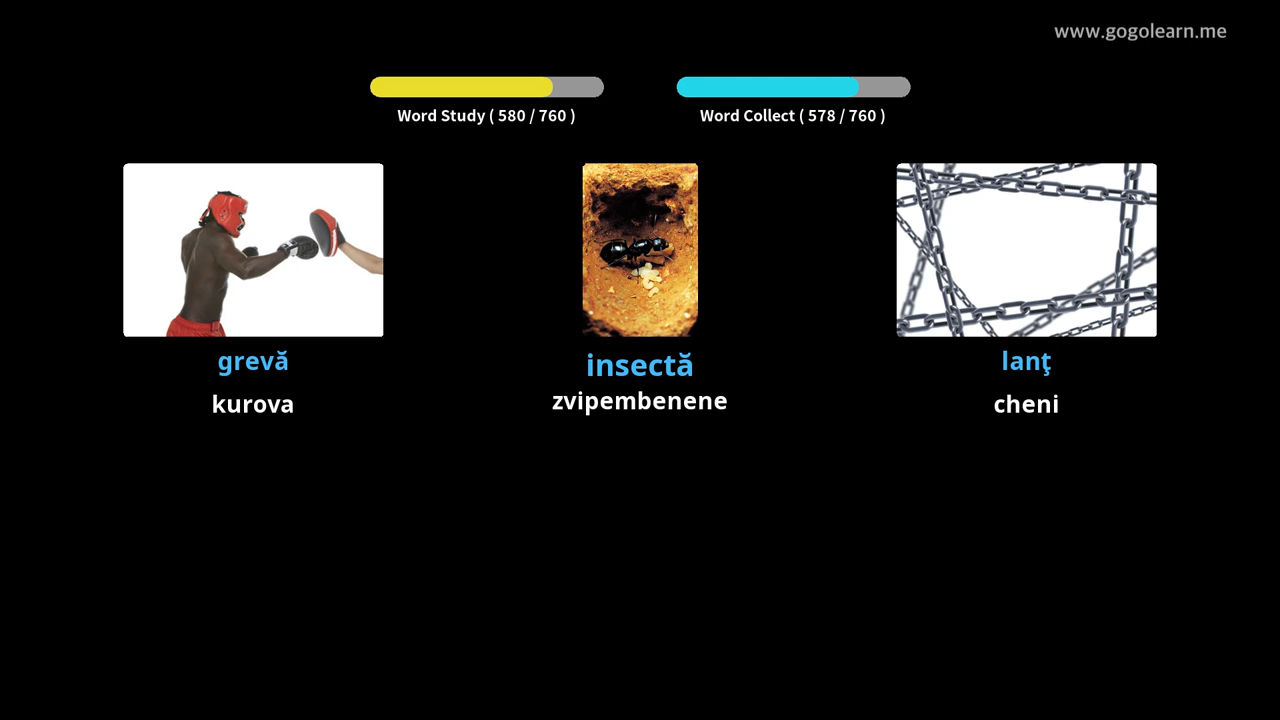 www.gogolearn.me
Word Study ( 580 / 760 )
Word Collect ( 578 / 760 )
grevă
kurova
insectă
zvipembenene
lanţ
cheni